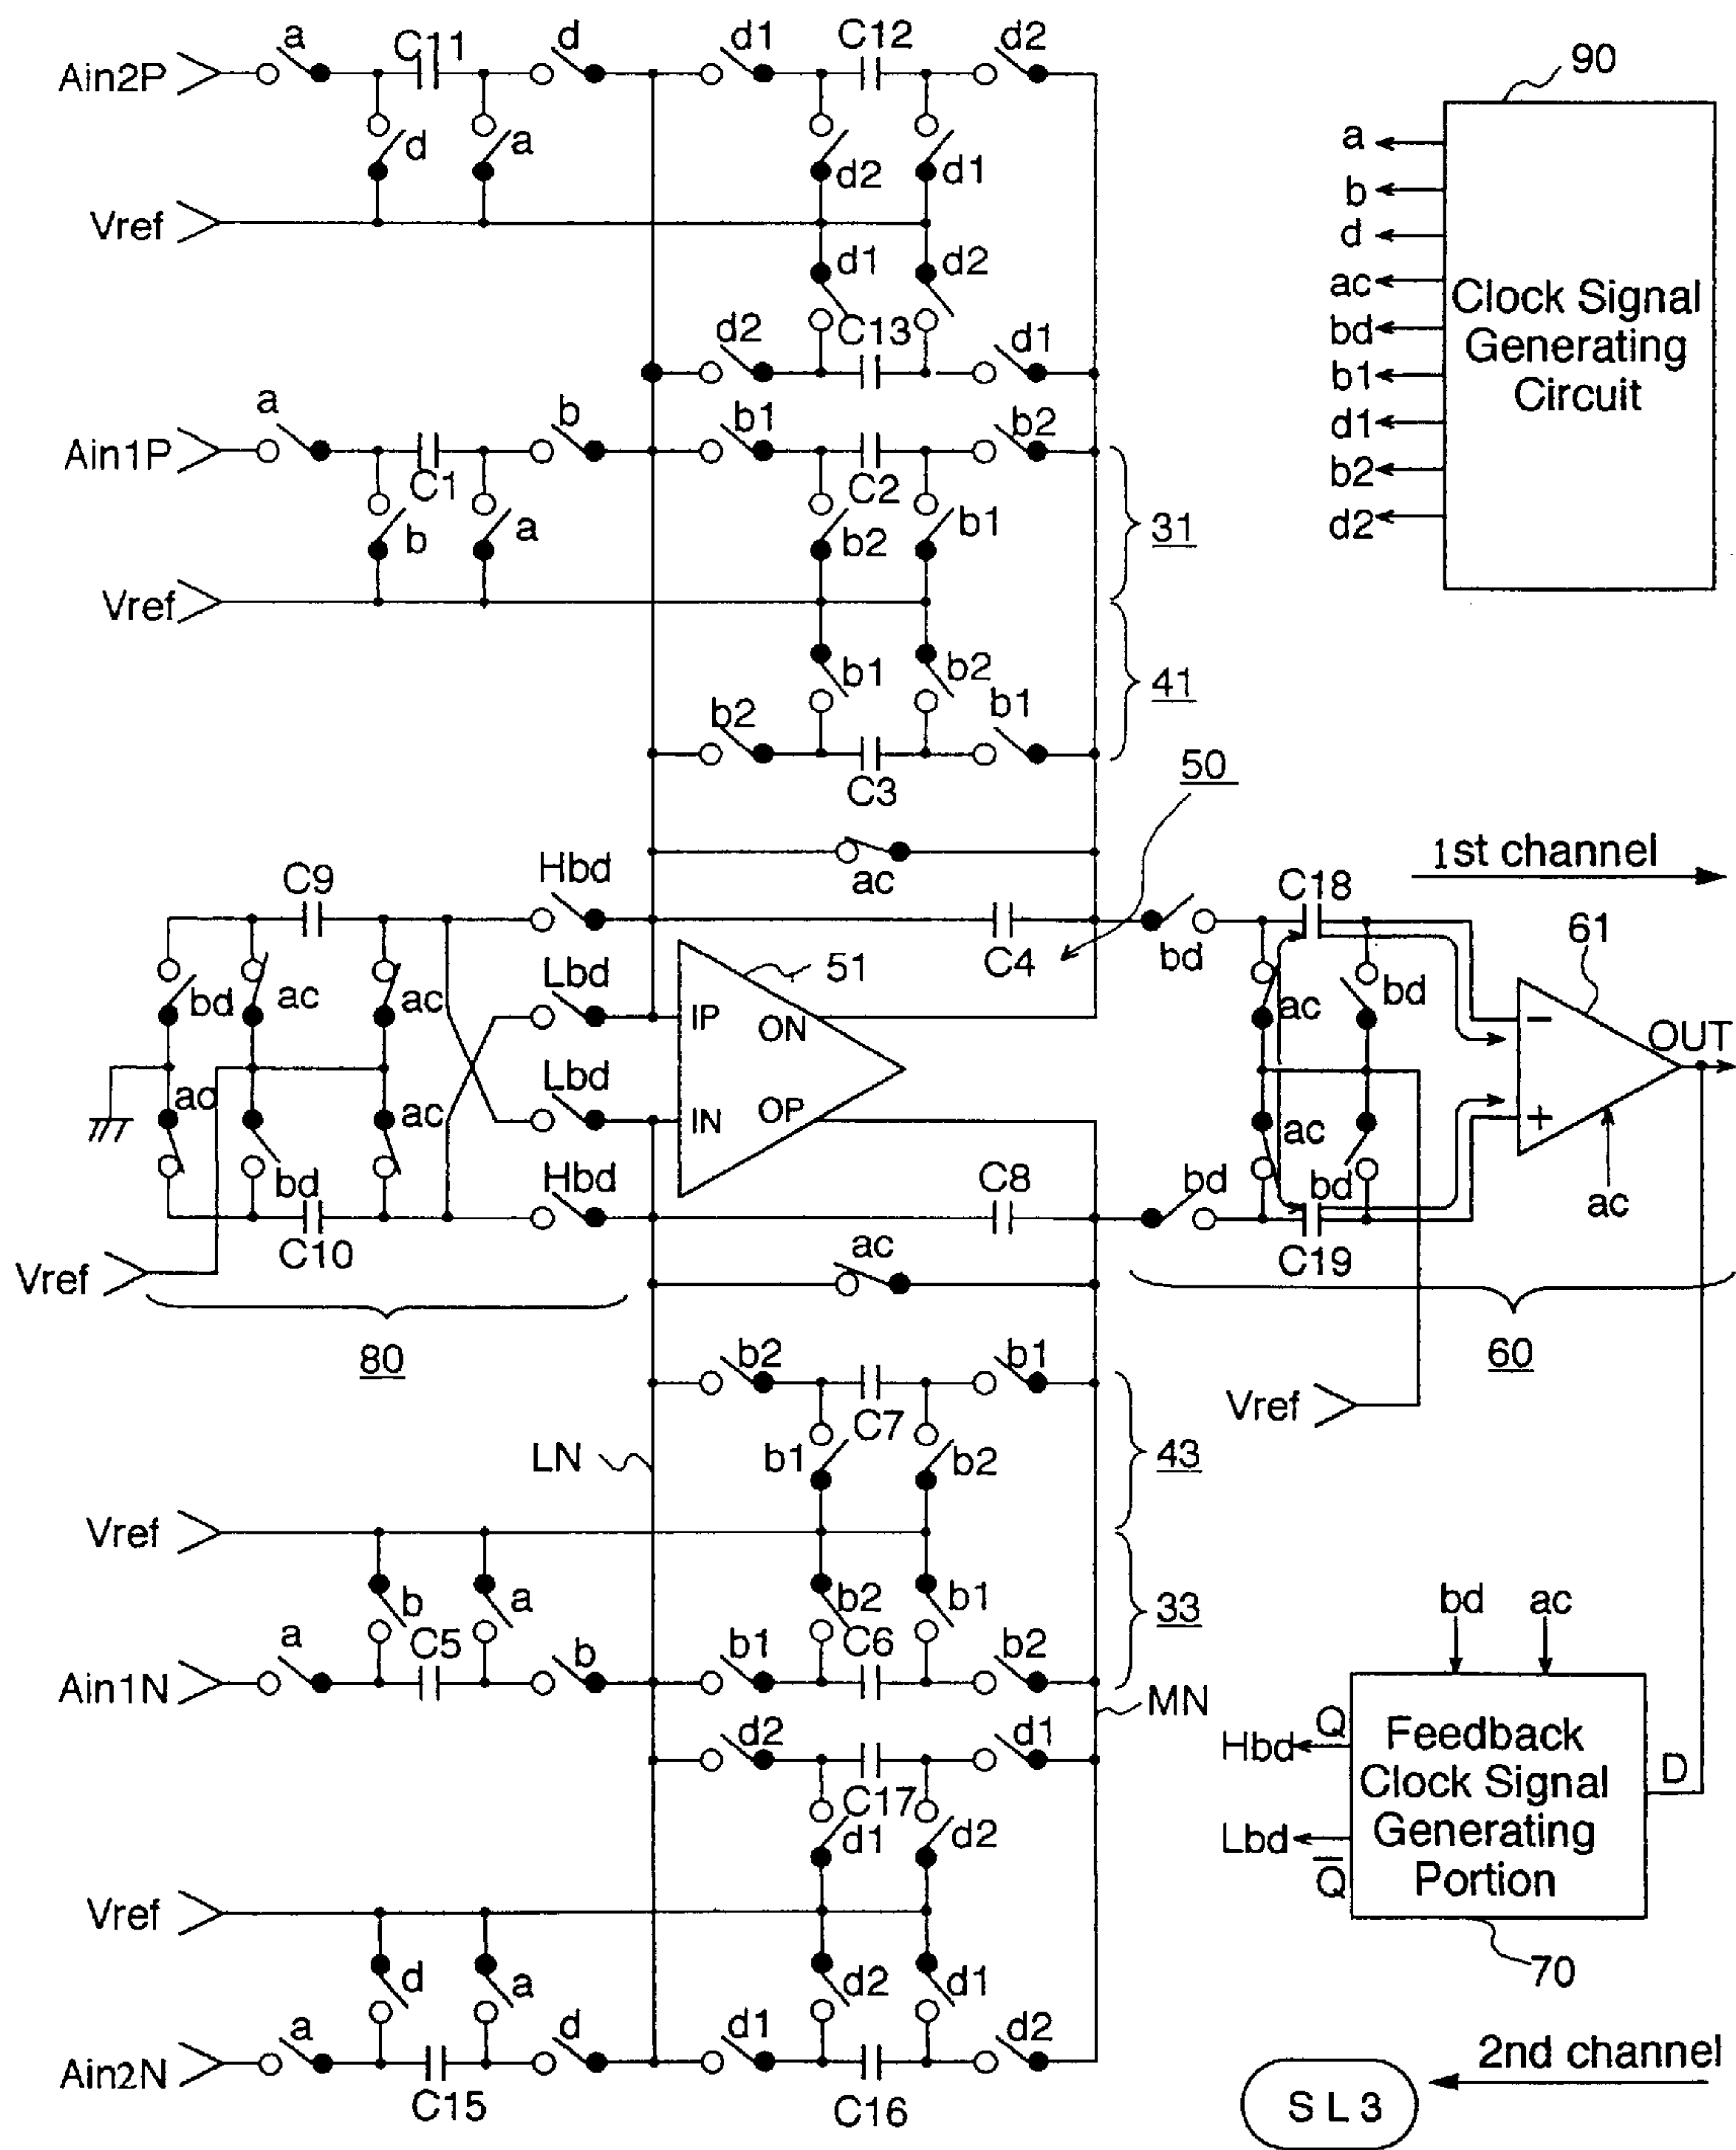 a C11 d d1 C12 d2
Ain2P
d a d2 d1
Vref
d1 d2
d2 C13 d1
a b b1 b2
Ain1P
C1 C2
b a b2 b1
31
Vref
b1 b2
41
b2 b1
C3
50
ac
1st channel
C9 Hbd C18
bd
C4
61
Lbd 51
bd ac ac IP ON ac bd
OUT
−
Lbd
ad ac IN OP ac
+
bd Hbd C8 bd bd
ac
C10 ac C19
Vref
80 b2 b1 60
C7
Vref
LN b1 b2 43
Vref
b a b2 b1 33 bd ac
a C5 b b1 C6 b2
Ain1N
MN
d2 d1
Q
Hbd
Feedback
Clock Signal
Generating
Portion
D
C17
d1 d2
Lbd
Q̅
Vref
d a d2 d1
70
a d d1 d2
Ain2N
C15 C16
2nd channel
SL3
90
a
b
d
ac
bd
b1
d1
b2
d2
Clock Signal
Generating
Circuit